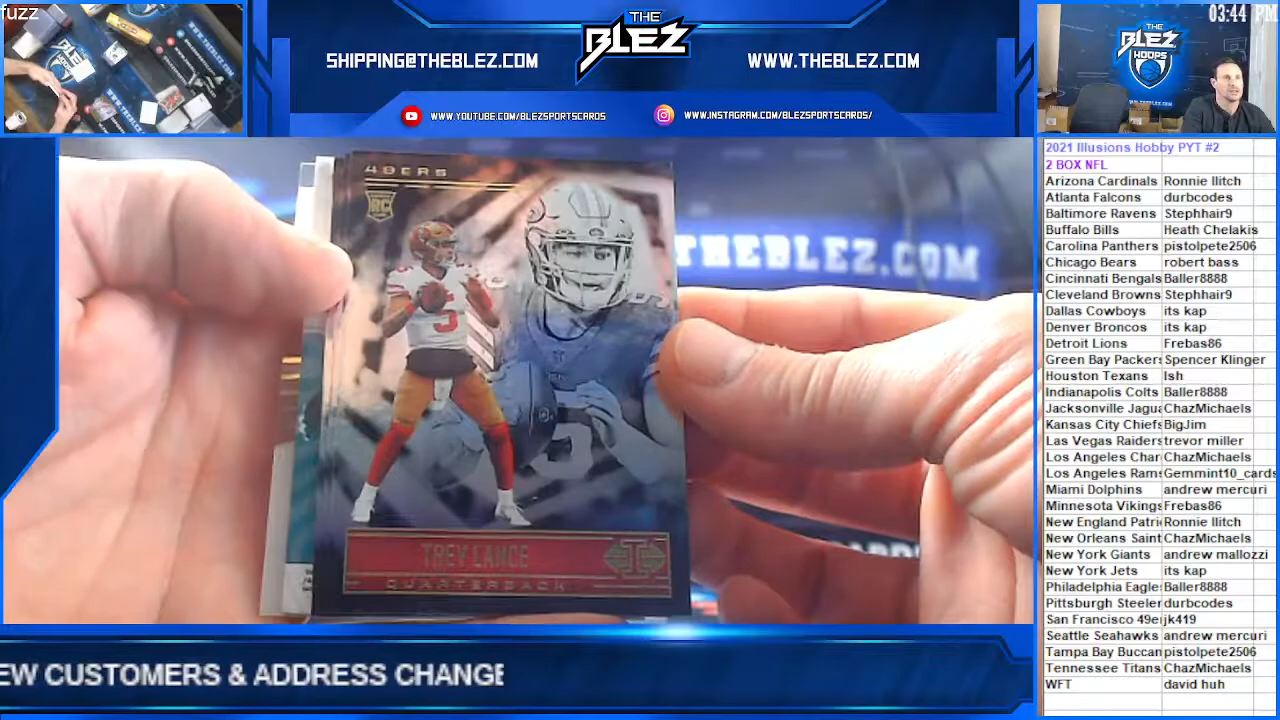 fuzz
SHIPPING@THEBLEZ.COM
THE
BLEZ
WWW.THEBLEZ.COM
WWW.YOUTUBE.COM/BLEZSPORTSCARDS
WWW.INSTAGRAM.COM/BLEZSPORTSCARDS/
03:44 PM
THE
BLEZ
HOOPS
49ERS
RC
5
TREY LANCE
QUARTERBACK
THEBLEZ.COM
EW CUSTOMERS & ADDRESS CHANGE
2021 Illusions Hobby PYT #2
2 BOX NFL
Arizona Cardinals Ronnie Ilitch
Atlanta Falcons durbcodes
Baltimore Ravens Stephhair9
Buffalo Bills Heath Chelakis
Carolina Panthers pistolpete2506
Chicago Bears robert bass
Cincinnati Bengals Baller8888
Cleveland Browns Stephhair9
Dallas Cowboys its kap
Denver Broncos its kap
Detroit Lions Frebas86
Green Bay Packers Spencer Klinger
Houston Texans Ish
Indianapolis Colts Baller8888
Jacksonville Jagua ChazMichaels
Kansas City Chiefs BigJim
Las Vegas Raiders trevor miller
Los Angeles Char ChazMichaels
Los Angeles Rams Gemmint10_cards
Miami Dolphins andrew mercuri
Minnesota Vikings Frebas86
New England Patri Ronnie Ilitch
New Orleans Saint ChazMichaels
New York Giants andrew mallozzi
New York Jets its kap
Philadelphia Eagle Baller8888
Pittsburgh Steeler durbcodes
San Francisco 49e jk419
Seattle Seahawks andrew mercuri
Tampa Bay Buccan pistolpete2506
Tennessee Titans ChazMichaels
WFT david huh